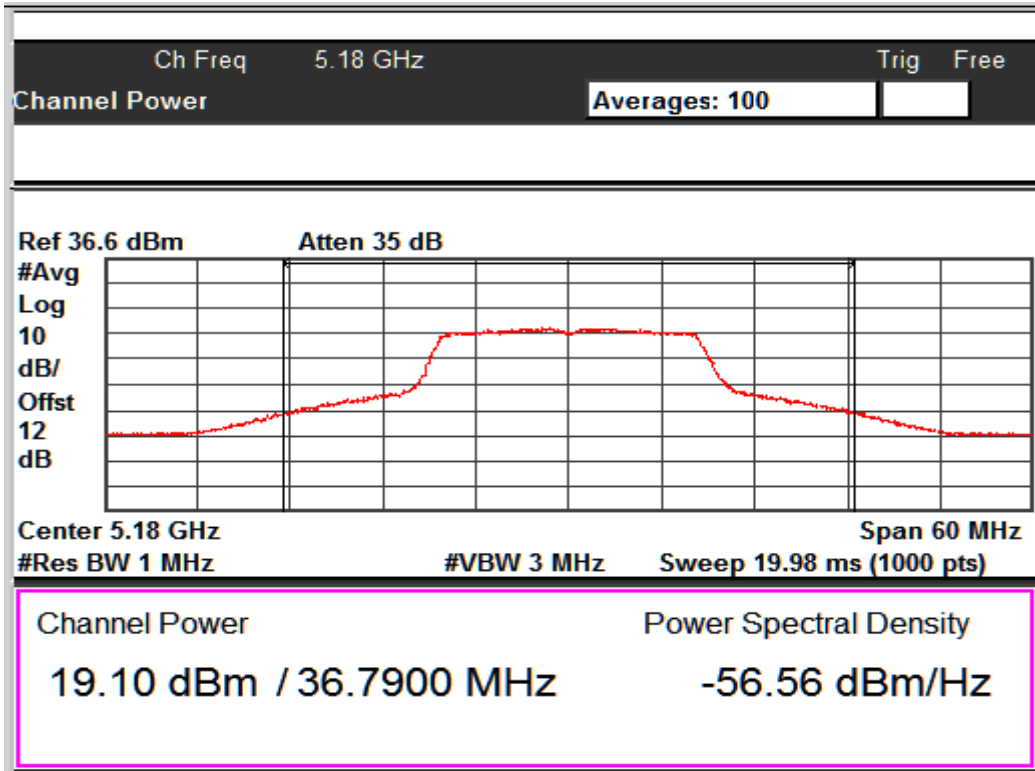 Ch Freq 5.18 GHz Trig Free
Channel Power Averages: 100
Ref 36.6 dBm Atten 35 dB
#Avg
Log
10
dB/
Offst
12
dB
Center 5.18 GHz Span 60 MHz
#Res BW 1 MHz #VBW 3 MHz Sweep 19.98 ms (1000 pts)
Channel Power Power Spectral Density
19.10 dBm / 36.7900 MHz -56.56 dBm/Hz